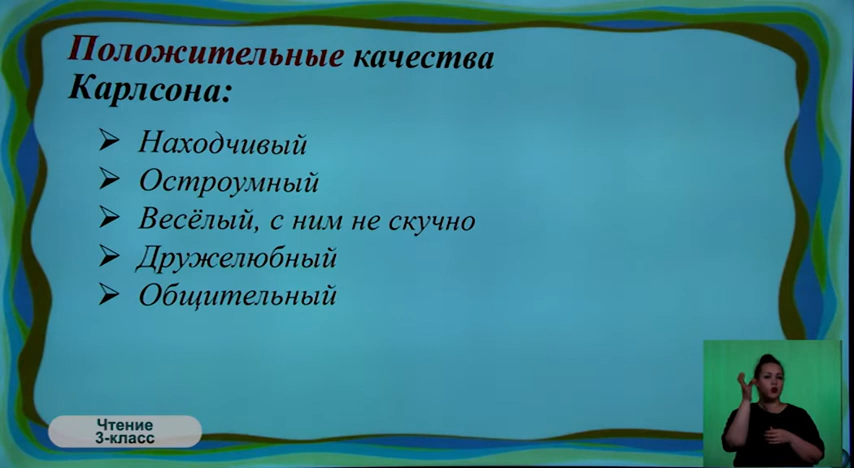 Положительные качества
Карлсона:
Находчивый
Остроумный
Весёлый, с ним не скучно
Дружелюбный
Общительный
Чтение
3-класс